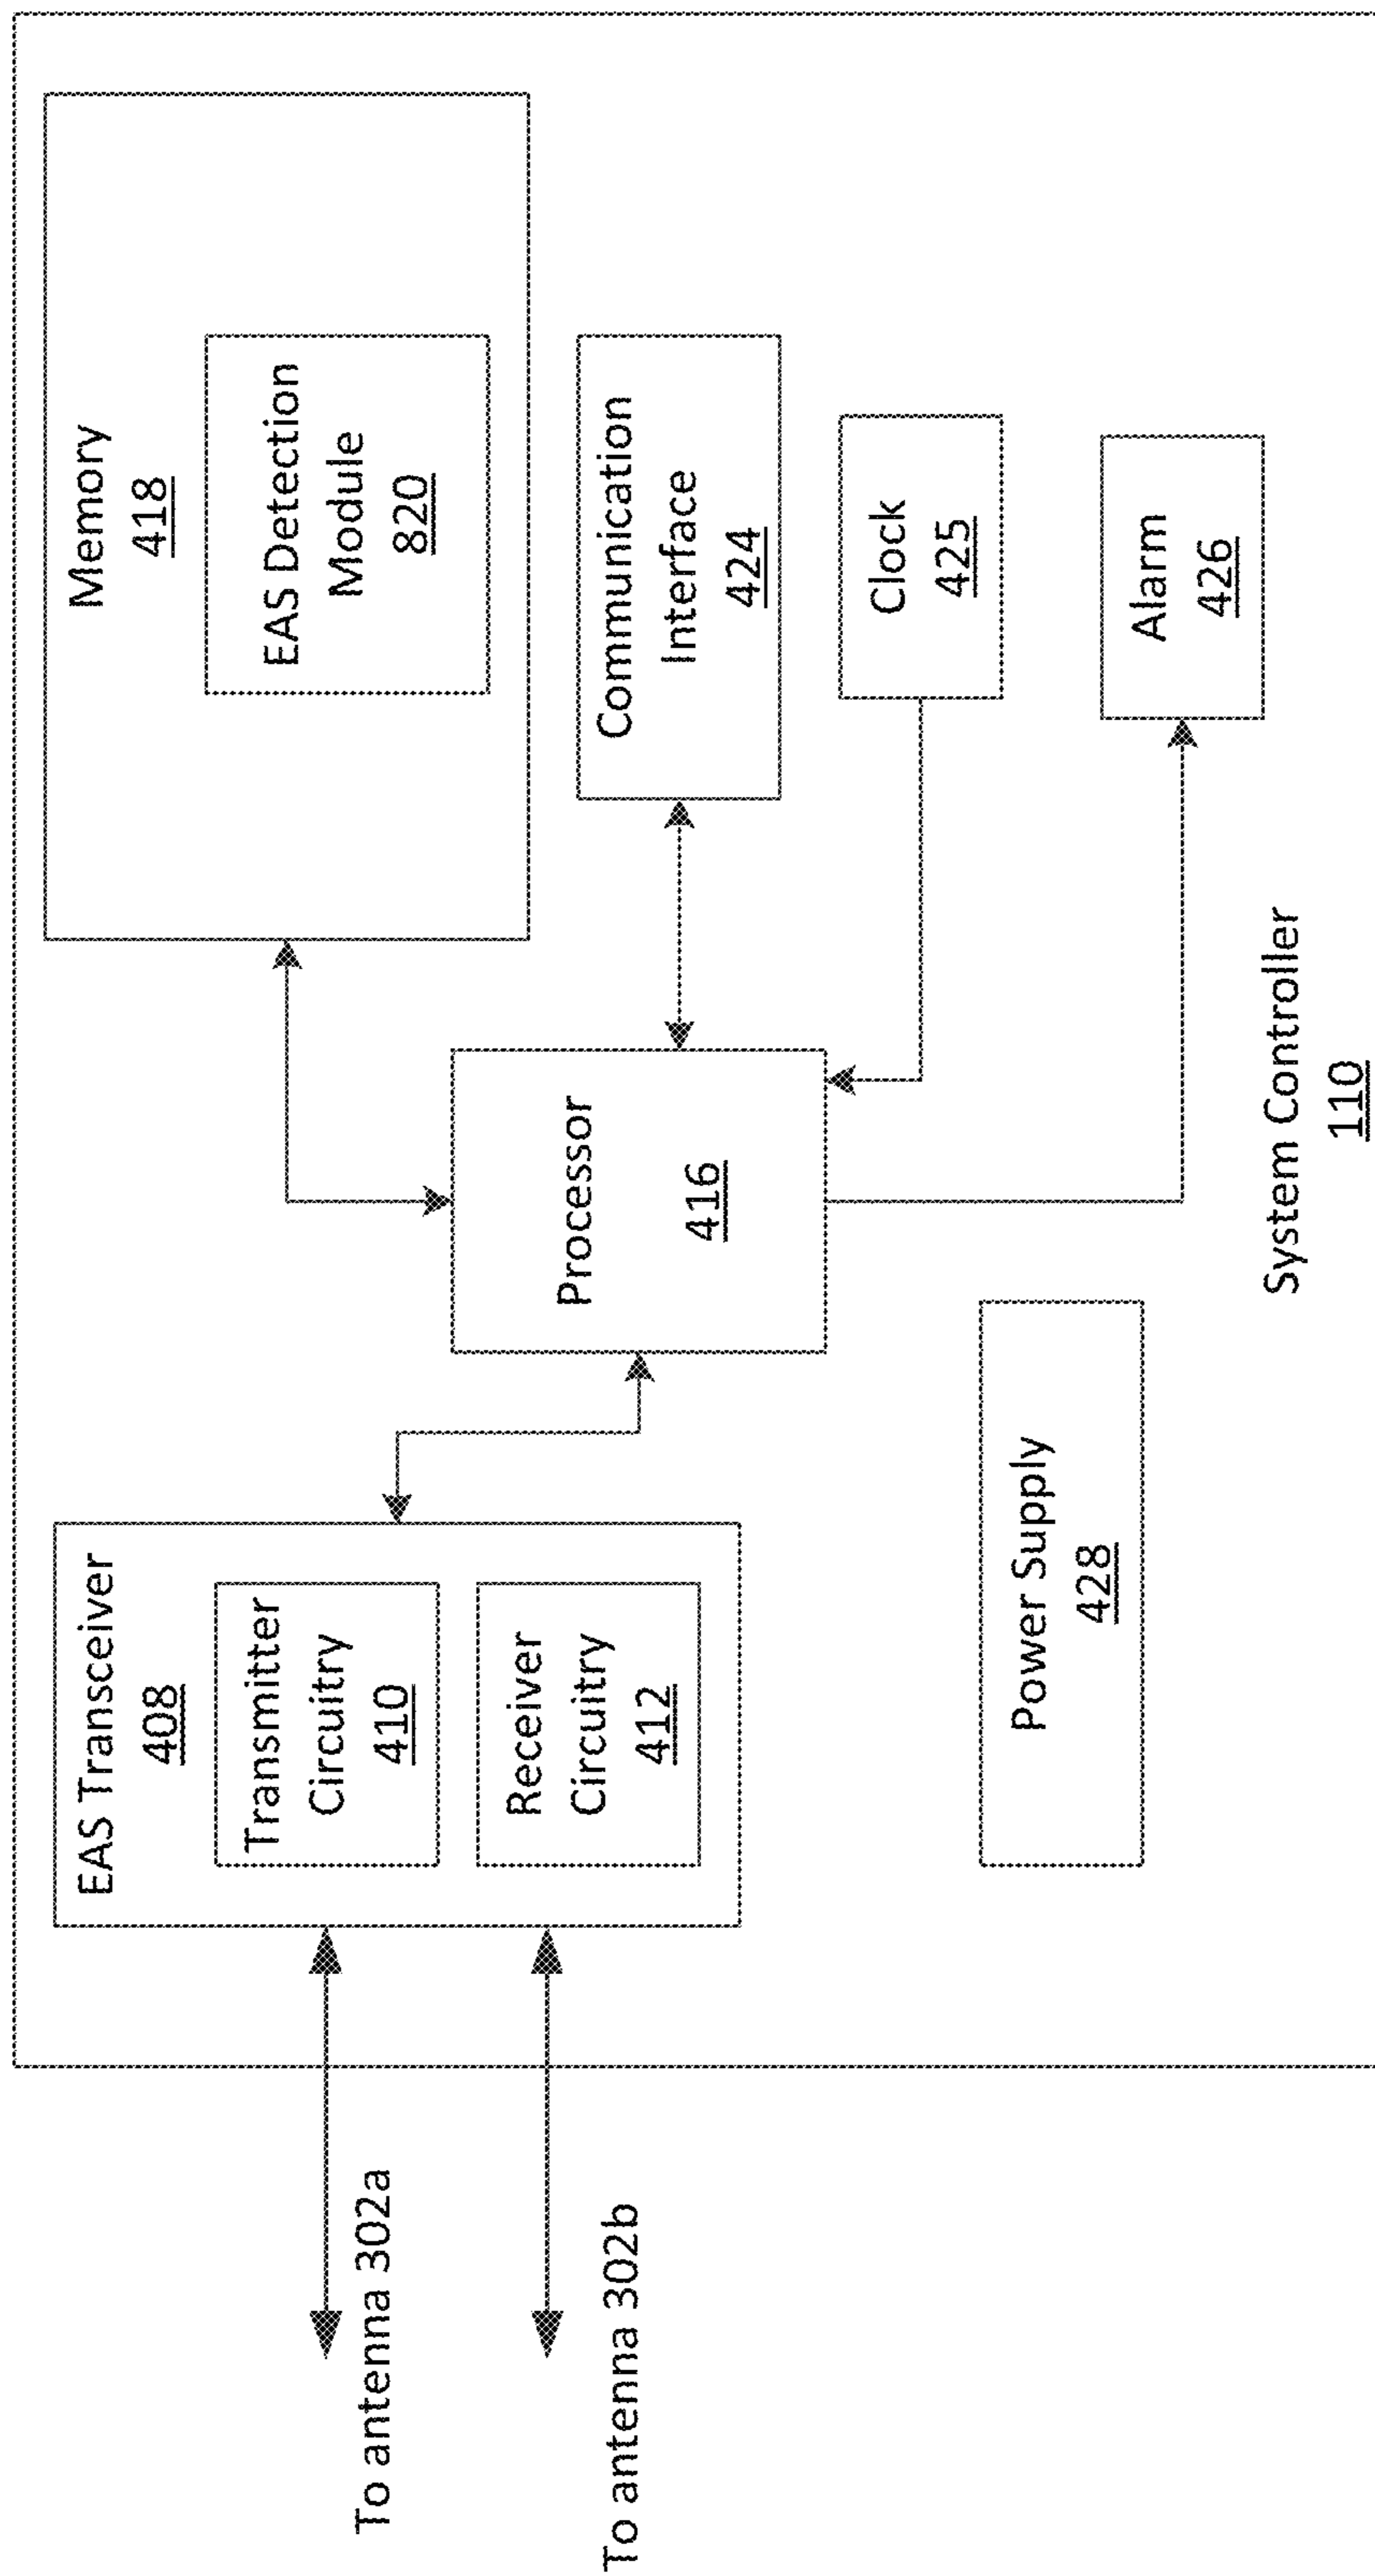 To antenna 302a
To antenna 302b
EAS Transceiver
408
Transmitter
Circuitry
410
Receiver
Circuitry
412
Power Supply
428
Processor
416
Memory
418
EAS Detection
Module
820
Communication
Interface
424
Clock
425
Alarm
426
System Controller
110